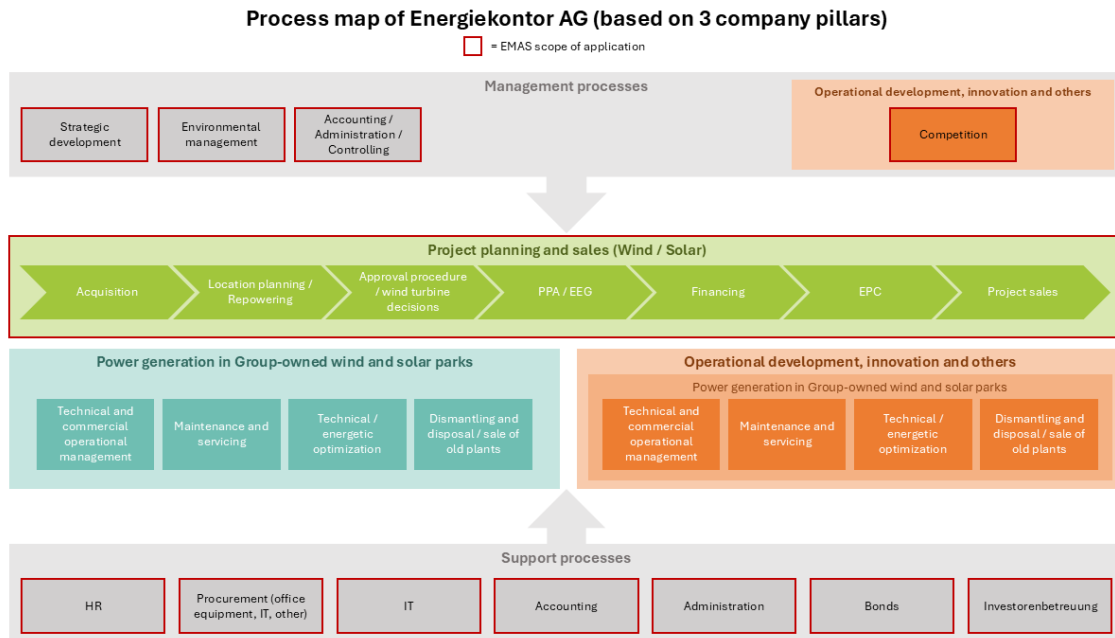 Process map of Energiekontor AG (based on 3 company pillars)
= EMAS scope of application
Management processes
Strategic
development
Environmental
management
Accounting /
Administration /
Controlling
Operational development, innovation and others
Competition
Project planning and sales (Wind / Solar)
Acquisition
Location planning /
Repowering
Approval procedure
/ wind turbine
decisions
PPA / EEG
Financing
EPC
Project sales
Power generation in Group-owned wind and solar parks
Technical and
commercial
operational
management
Maintenance and
servicing
Technical /
energetic
optimization
Dismantling and
disposal / sale of
old plants
Operational development, innovation and others
Power generation in Group-owned wind and solar parks
Technical and
commercial
operational
management
Maintenance and
servicing
Technical /
energetic
optimization
Dismantling and
disposal / sale of
old plants
Support processes
HR
Procurement (office
equipment, IT, other)
IT
Accounting
Administration
Bonds
Investorenbetreuung